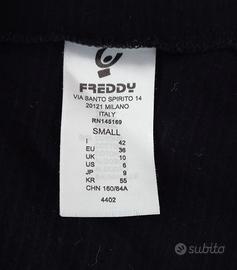 FREDDY
VIA SANTO SPIRITO 14
20121 MILANO
ITALY
RN145169
SMALL
I 42
EU 36
UK 10
US 6
JP 9
KR 55
CHN 160/84A
4402
subito